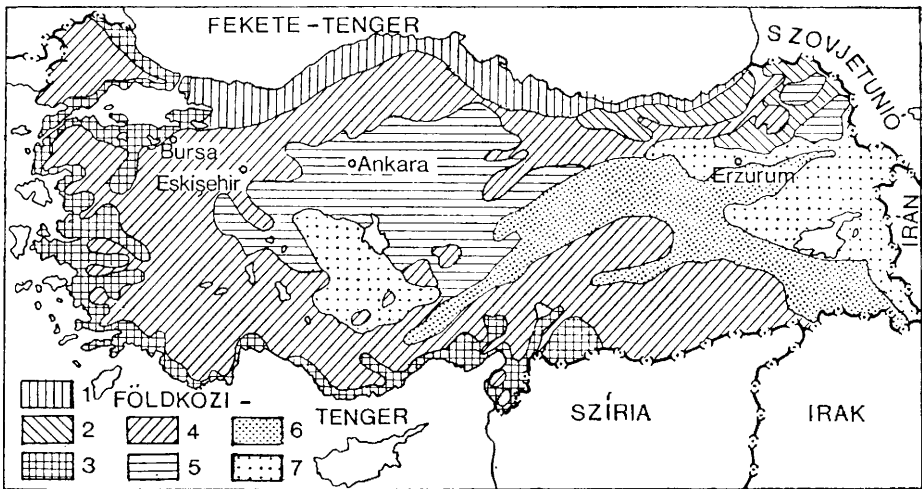 FEKETE-TENGER
SZOVJETUNIÓ
Bursa
Eskişehir
Ankara
Erzurum
IRÁN
1 FÖLDKÖZI-
TENGER
SZÍRIA
IRAK
2 4 6
3 5 7